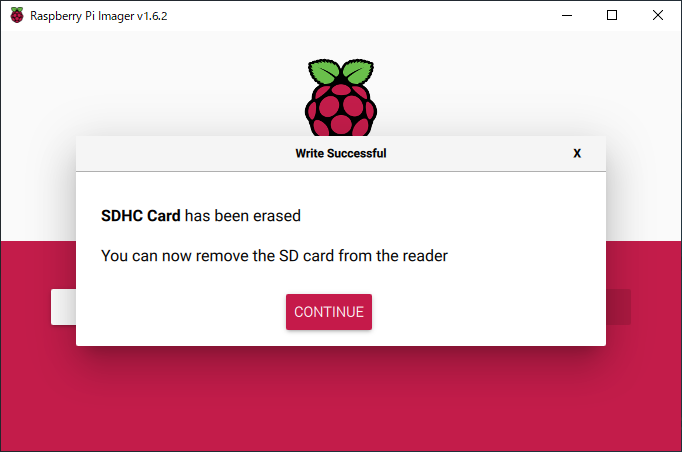 Raspberry Pi Imager v1.6.2
Write Successful X
SDHC Card has been erased
You can now remove the SD card from the reader
CONTINUE